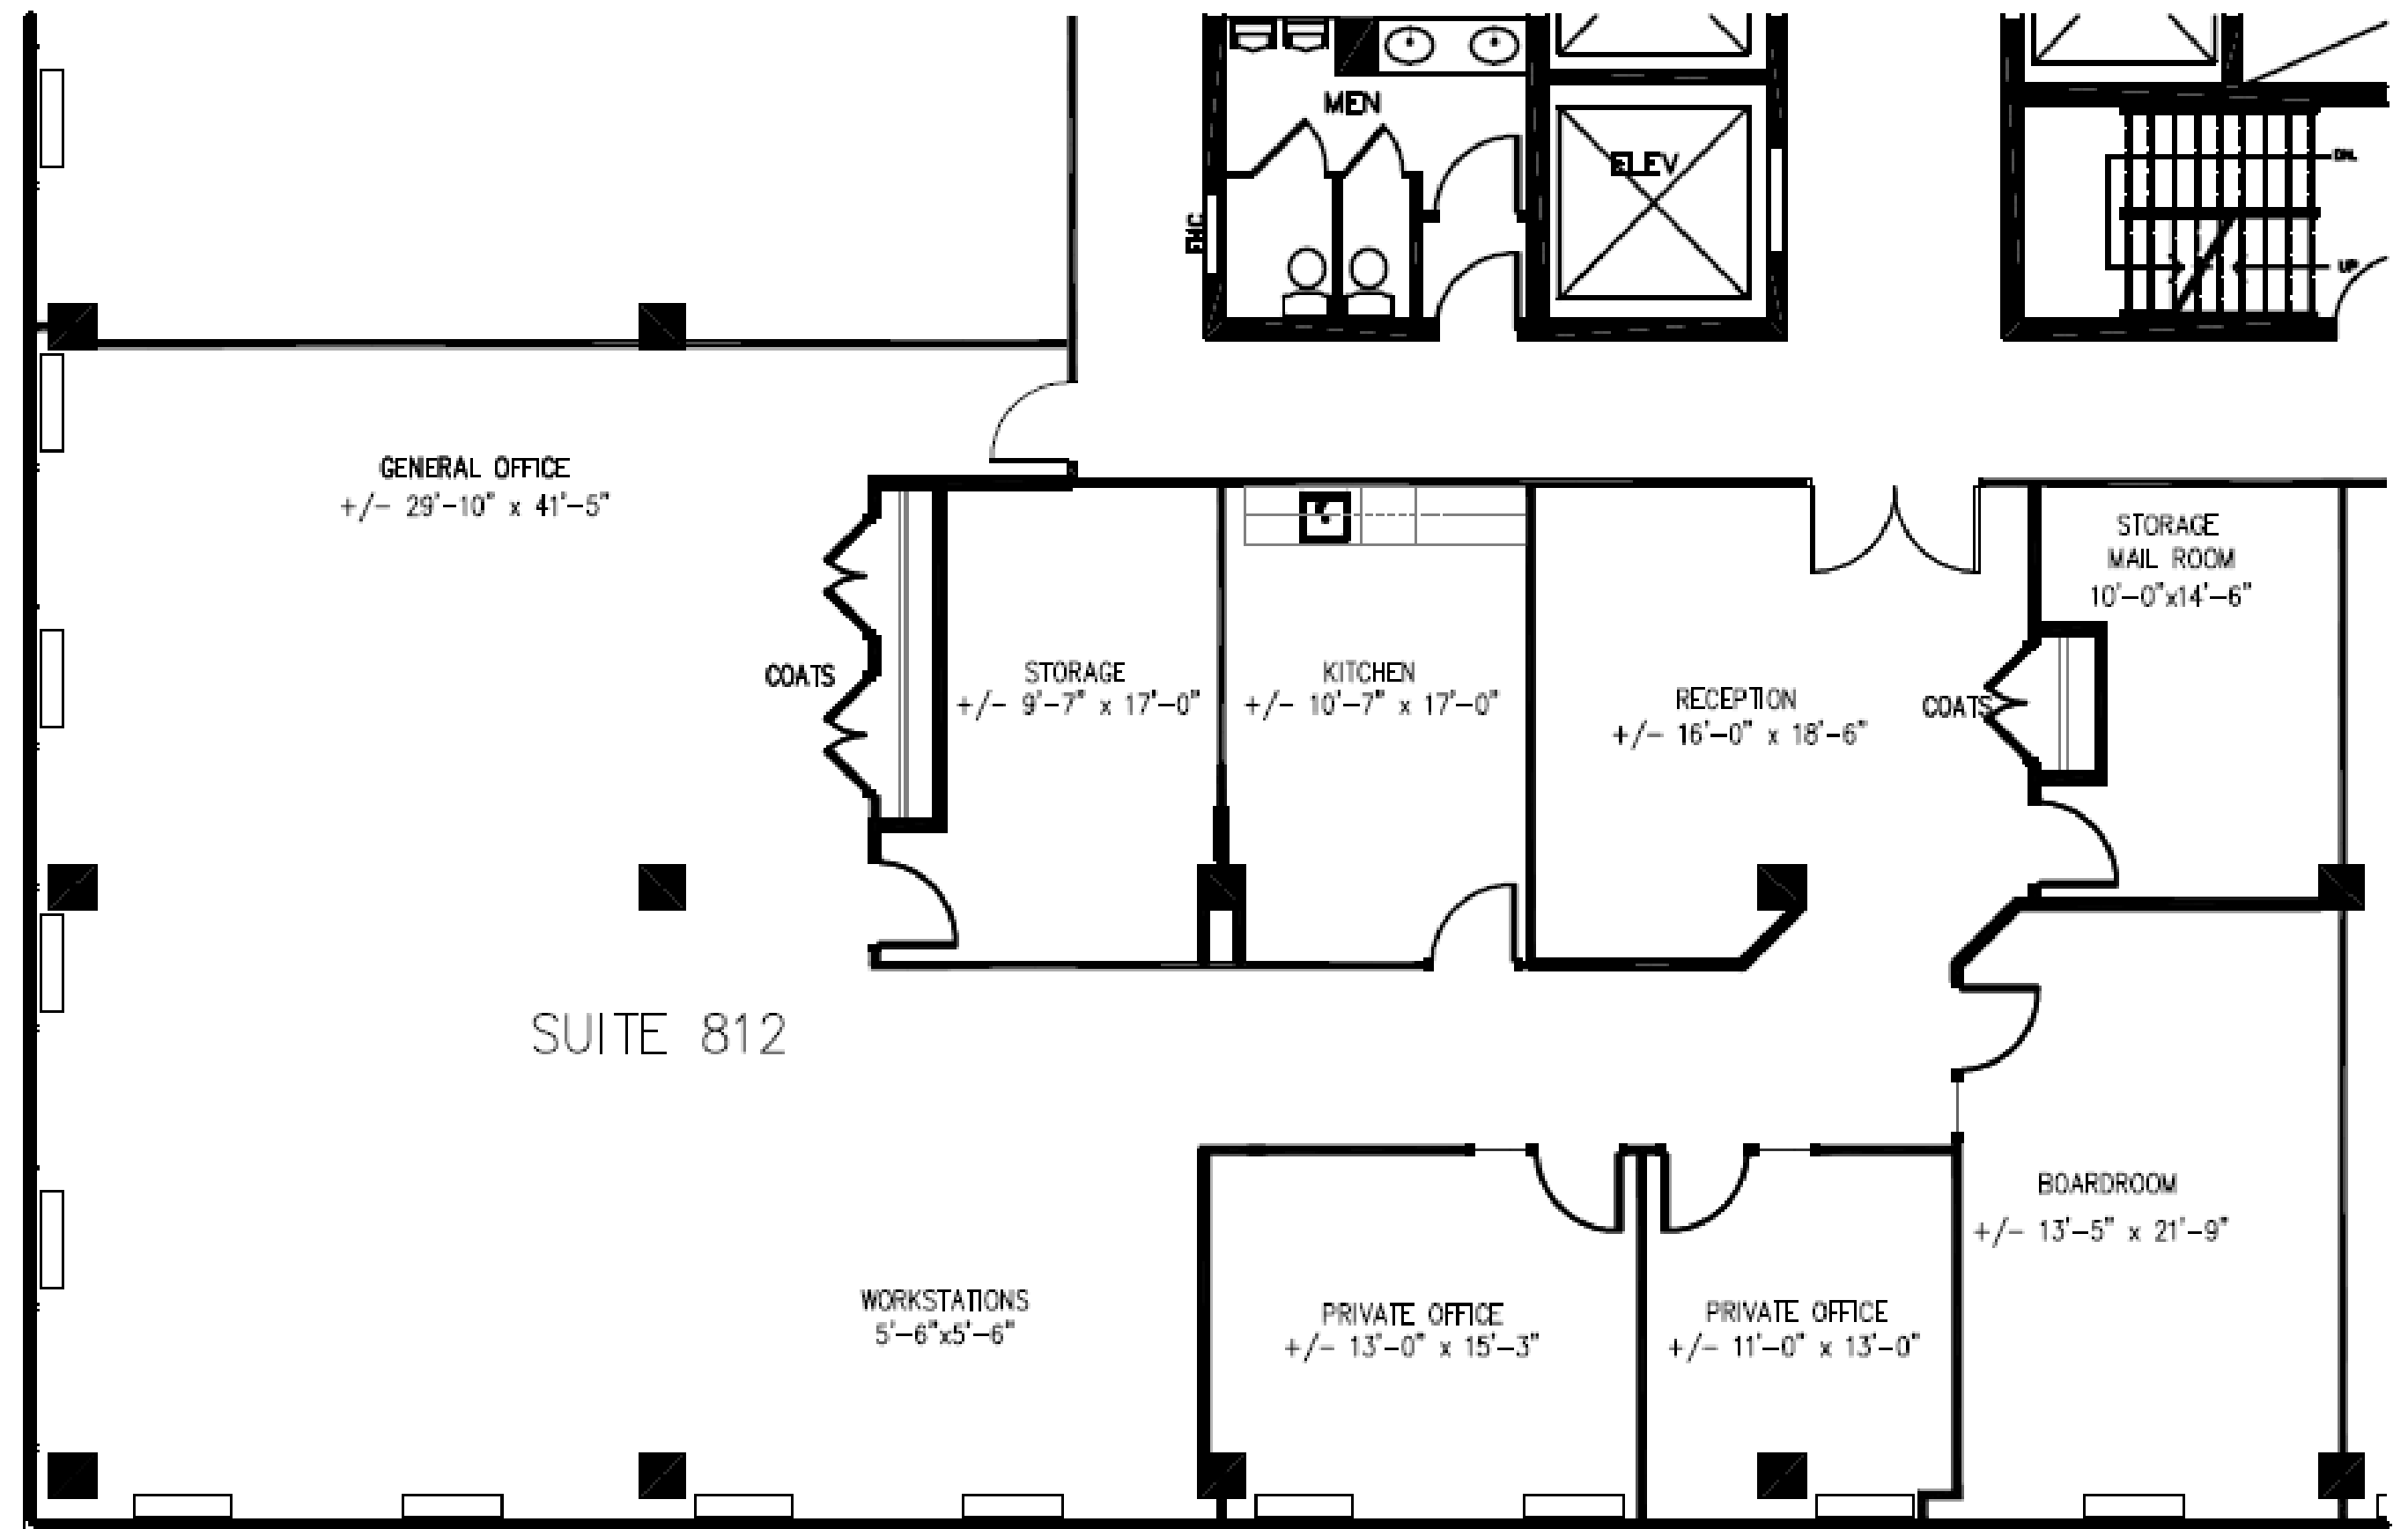 MEN
ELEV
DN.
UP
FHC
GENERAL OFFICE
+/- 29'-10" x 41'-5"
STORAGE
MAIL ROOM
10'-0"x14'-6"
COATS
STORAGE
+/- 9'-7" x 17'-0"
KITCHEN
+/- 10'-7" x 17'-0"
RECEPTION
+/- 16'-0" x 18'-6"
COATS
SUITE 812
BOARDROOM
+/- 13'-5" x 21'-9"
WORKSTATIONS
5'-6"x5'-6"
PRIVATE OFFICE
+/- 13'-0" x 15'-3"
PRIVATE OFFICE
+/- 11'-0" x 13'-0"